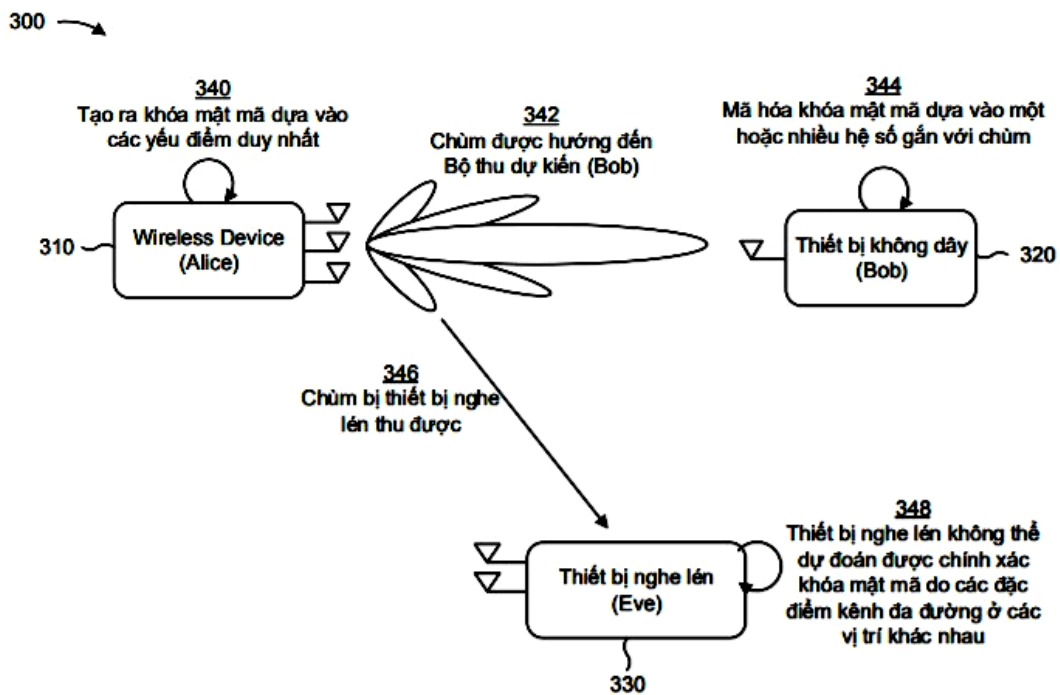 300
340
Tạo ra khóa mật mã dựa vào
các yếu điểm duy nhất
342
Chùm được hướng đến
Bộ thu dự kiến (Bob)
344
Mã hóa khóa mật mã dựa vào một
hoặc nhiều hệ số gắn với chùm
310
Wireless Device
(Alice)
Thiết bị không dây
(Bob)
320
346
Chùm bị thiết bị nghe
lén thu được
Thiết bị nghe lén
(Eve)
330
348
Thiết bị nghe lén không thể
dự đoán được chính xác
khóa mật mã do các đặc
điểm kênh đa đường ở các
vị trí khác nhau